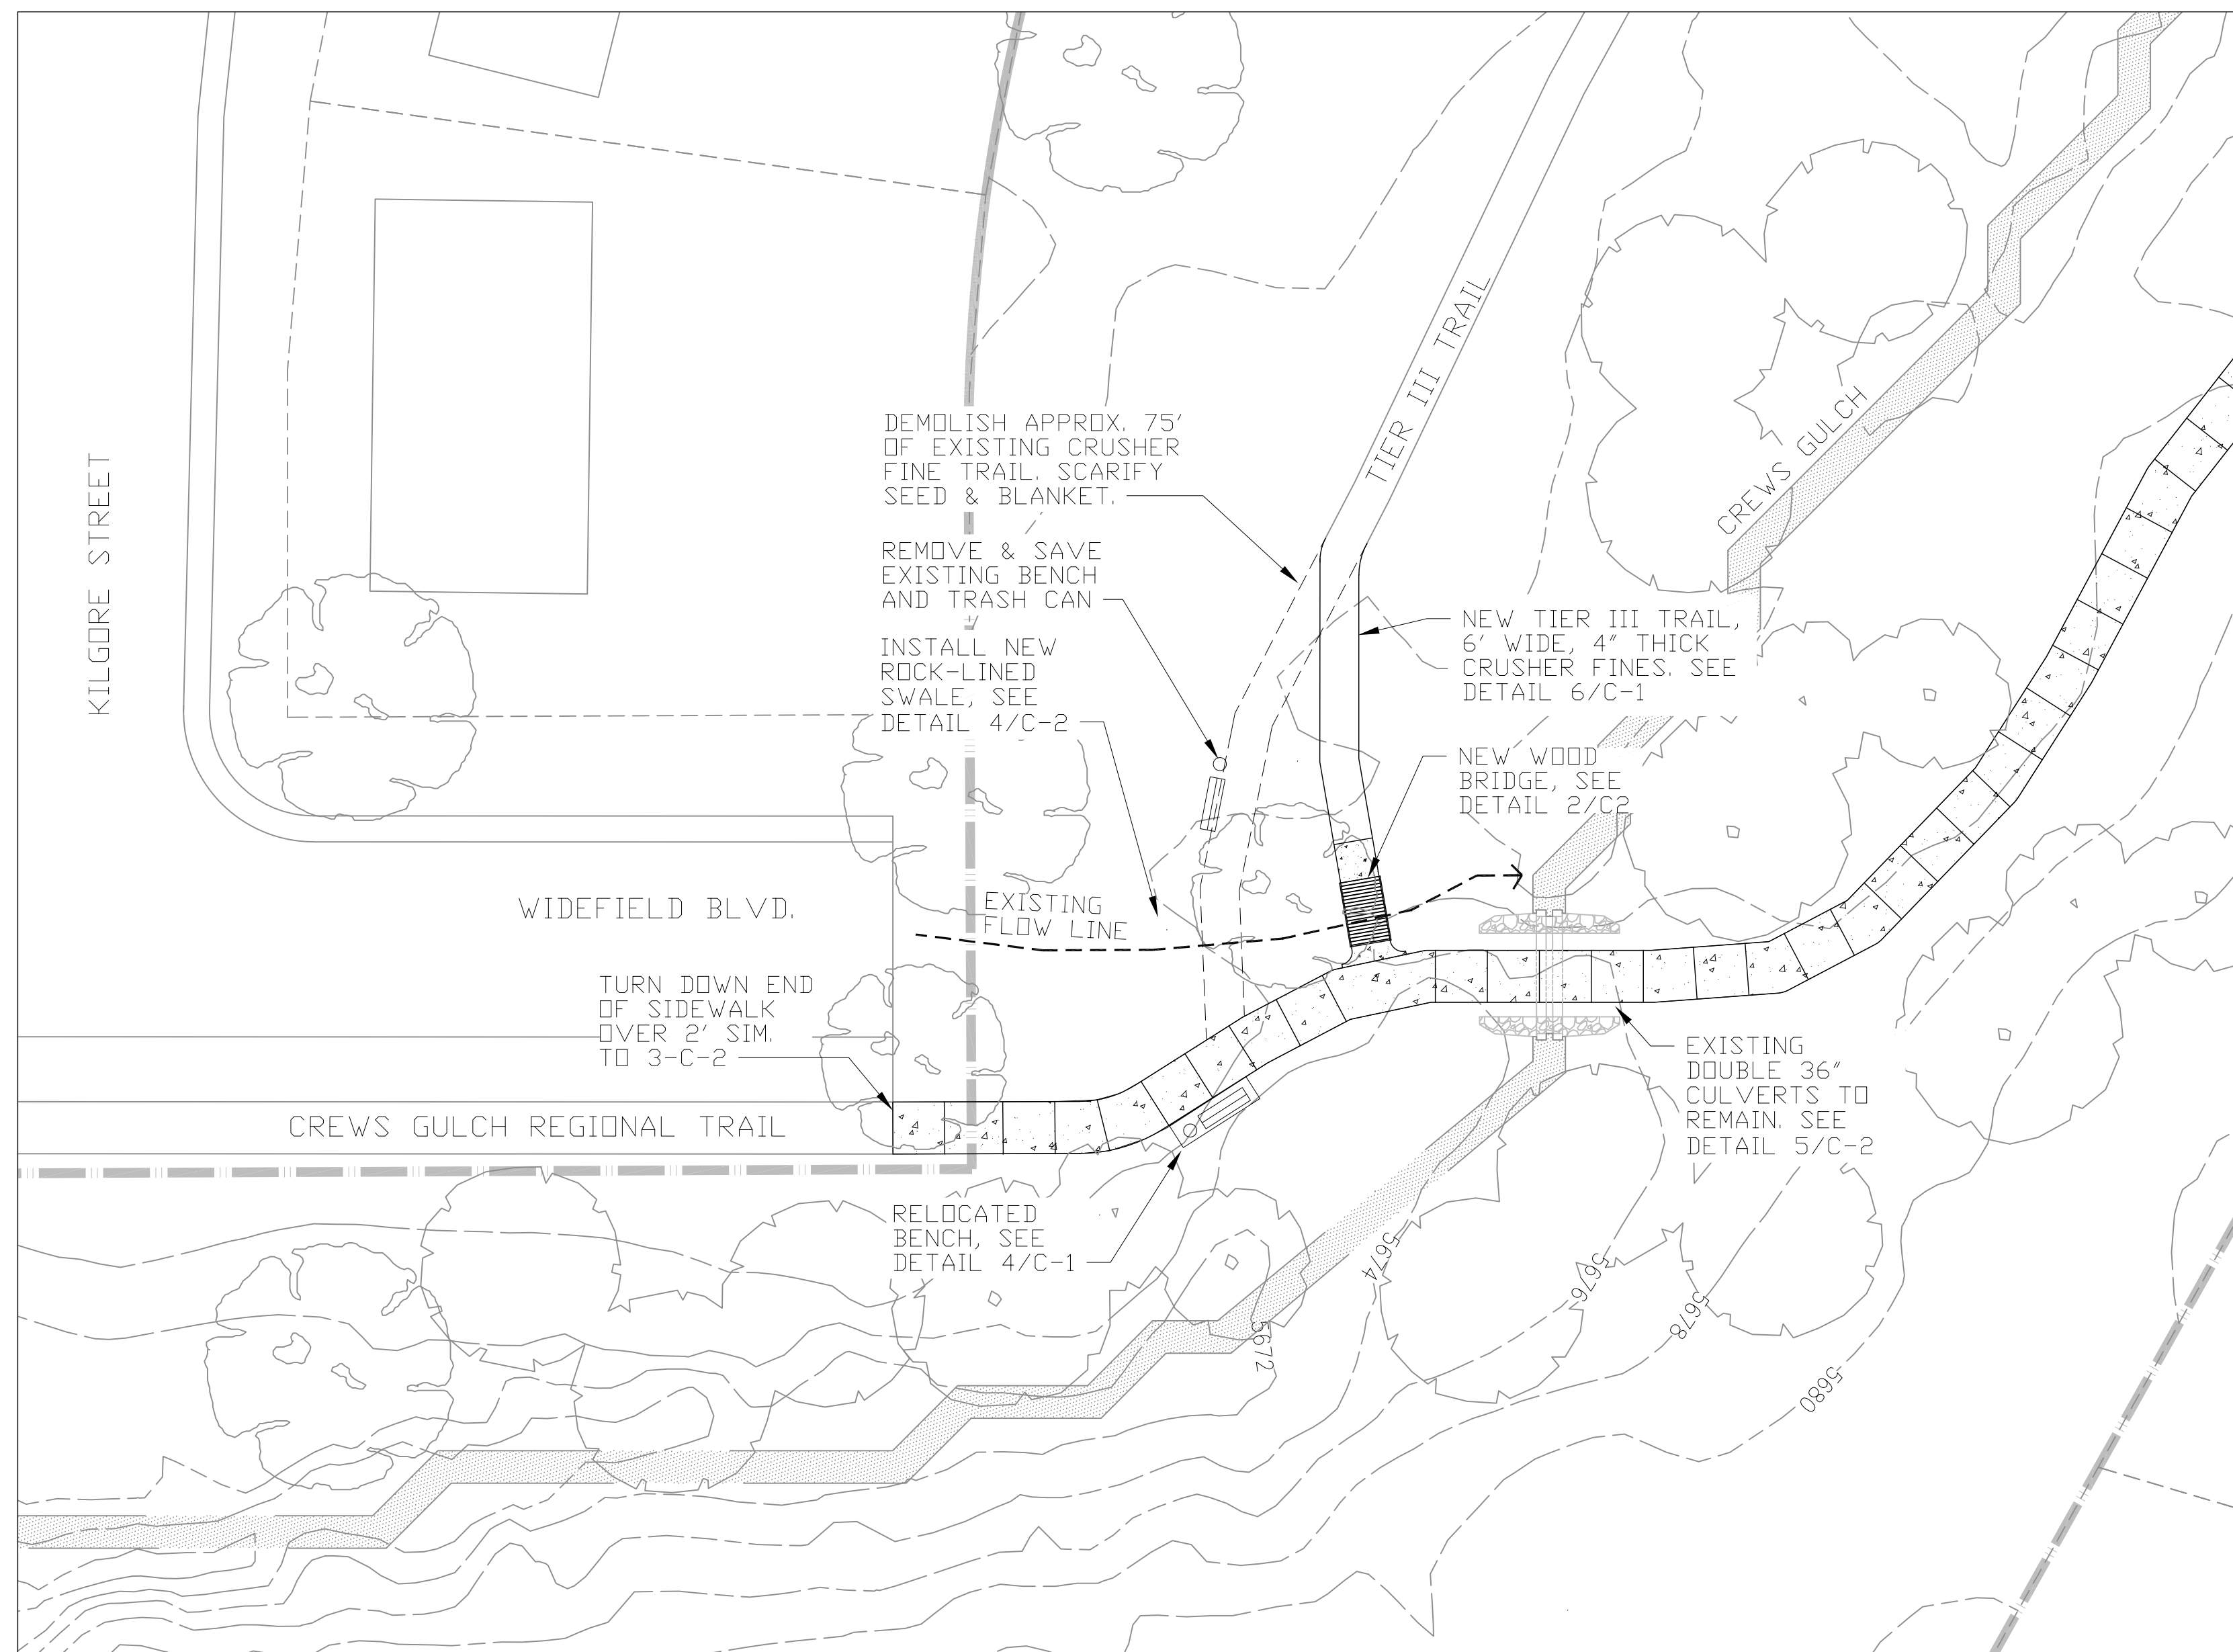 KILGORE STREET
DEMOLISH APPROX. 75'
OF EXISTING CRUSHER
FINE TRAIL. SCARIFY
SEED & BLANKET.
REMOVE & SAVE
EXISTING BENCH
AND TRASH CAN
INSTALL NEW
ROCK-LINED
SWALE, SEE
DETAIL 4/C-2
TIER III TRAIL
CREWS GULCH
NEW TIER III TRAIL,
6' WIDE, 4" THICK
CRUSHER FINES. SEE
DETAIL 6/C-1
NEW WOOD
BRIDGE, SEE
DETAIL 2/C2
WIDEFIELD BLVD.
EXISTING
FLOW LINE
TURN DOWN END
OF SIDEWALK
OVER 2' SIM.
TO 3-C-2
CREWS GULCH REGIONAL TRAIL
EXISTING
DOUBLE 36"
CULVERTS TO
REMAIN. SEE
DETAIL 5/C-2
RELOCATED
BENCH, SEE
DETAIL 4/C-1
5672
5674
5676
5678
5680